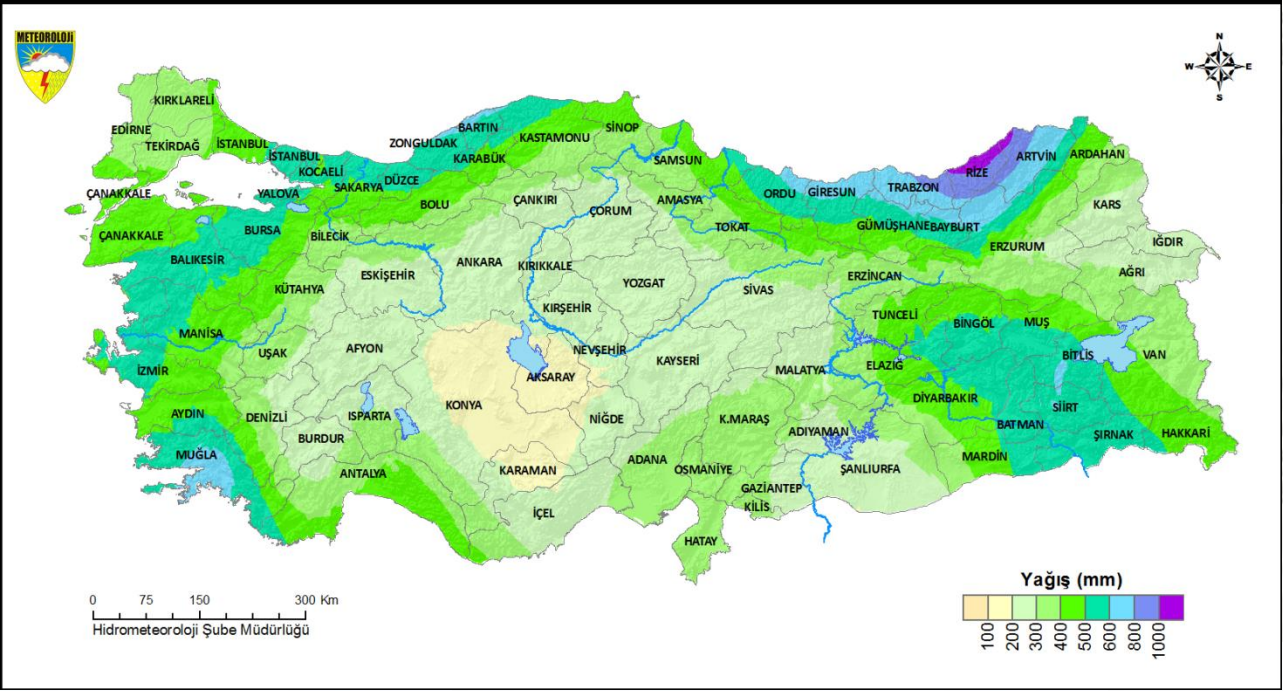 METEOROLOJİ
N
W
E
S
KIRKLARELİ
EDİRNE
TEKİRDAĞ
İSTANBUL
İSTANBUL
KOCAELİ
YALOVA
SAKARYA
DÜZCE
ZONGULDAK
BARTIN
KARABÜK
KASTAMONU
SİNOP
SAMSUN
ORDU
GİRESUN
TRABZON
RİZE
ARTVİN
ARDAHAN
ÇANAKKALE
ÇANAKKALE
BALIKESİR
BURSA
BİLECİK
BOLU
ÇANKIRI
ÇORUM
AMASYA
TOKAT
GÜMÜŞHANE
BAYBURT
ERZURUM
KARS
IĞDIR
AĞRI
KÜTAHYA
ESKİŞEHİR
ANKARA
KIRIKKALE
KIRŞEHİR
YOZGAT
SİVAS
ERZİNCAN
TUNCELİ
BİNGÖL
MUŞ
BİTLİS
VAN
MANİSA
UŞAK
AFYON
İZMİR
AYDIN
DENİZLİ
ISPARTA
BURDUR
MUĞLA
ANTALYA
KONYA
AKSARAY
NEVŞEHİR
KAYSERİ
NİĞDE
KARAMAN
İÇEL
ADANA
OSMANİYE
K.MARAŞ
MALATYA
ELAZIĞ
ADIYAMAN
DİYARBAKIR
BATMAN
SİİRT
ŞIRNAK
HAKKARİ
MARDİN
ŞANLIURFA
GAZİANTEP
KİLİS
HATAY
0 75 150 300 Km
Hidrometeoroloji Şube Müdürlüğü
Yağış (mm)
100 200 300 400 500 600 800 1000